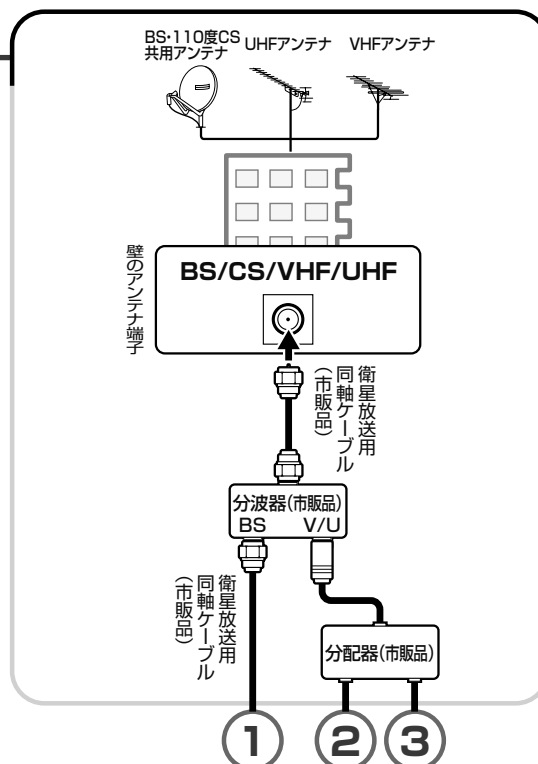 BS・110度CS
共用アンテナ
UHFアンテナ
VHFアンテナ
壁のアンテナ端子
BS/CS/VHF/UHF
衛星放送用
同軸ケーブル
(市販品)
分波器(市販品)
BS V/U
衛星放送用
同軸ケーブル
(市販品)
分配器(市販品)
1 2 3